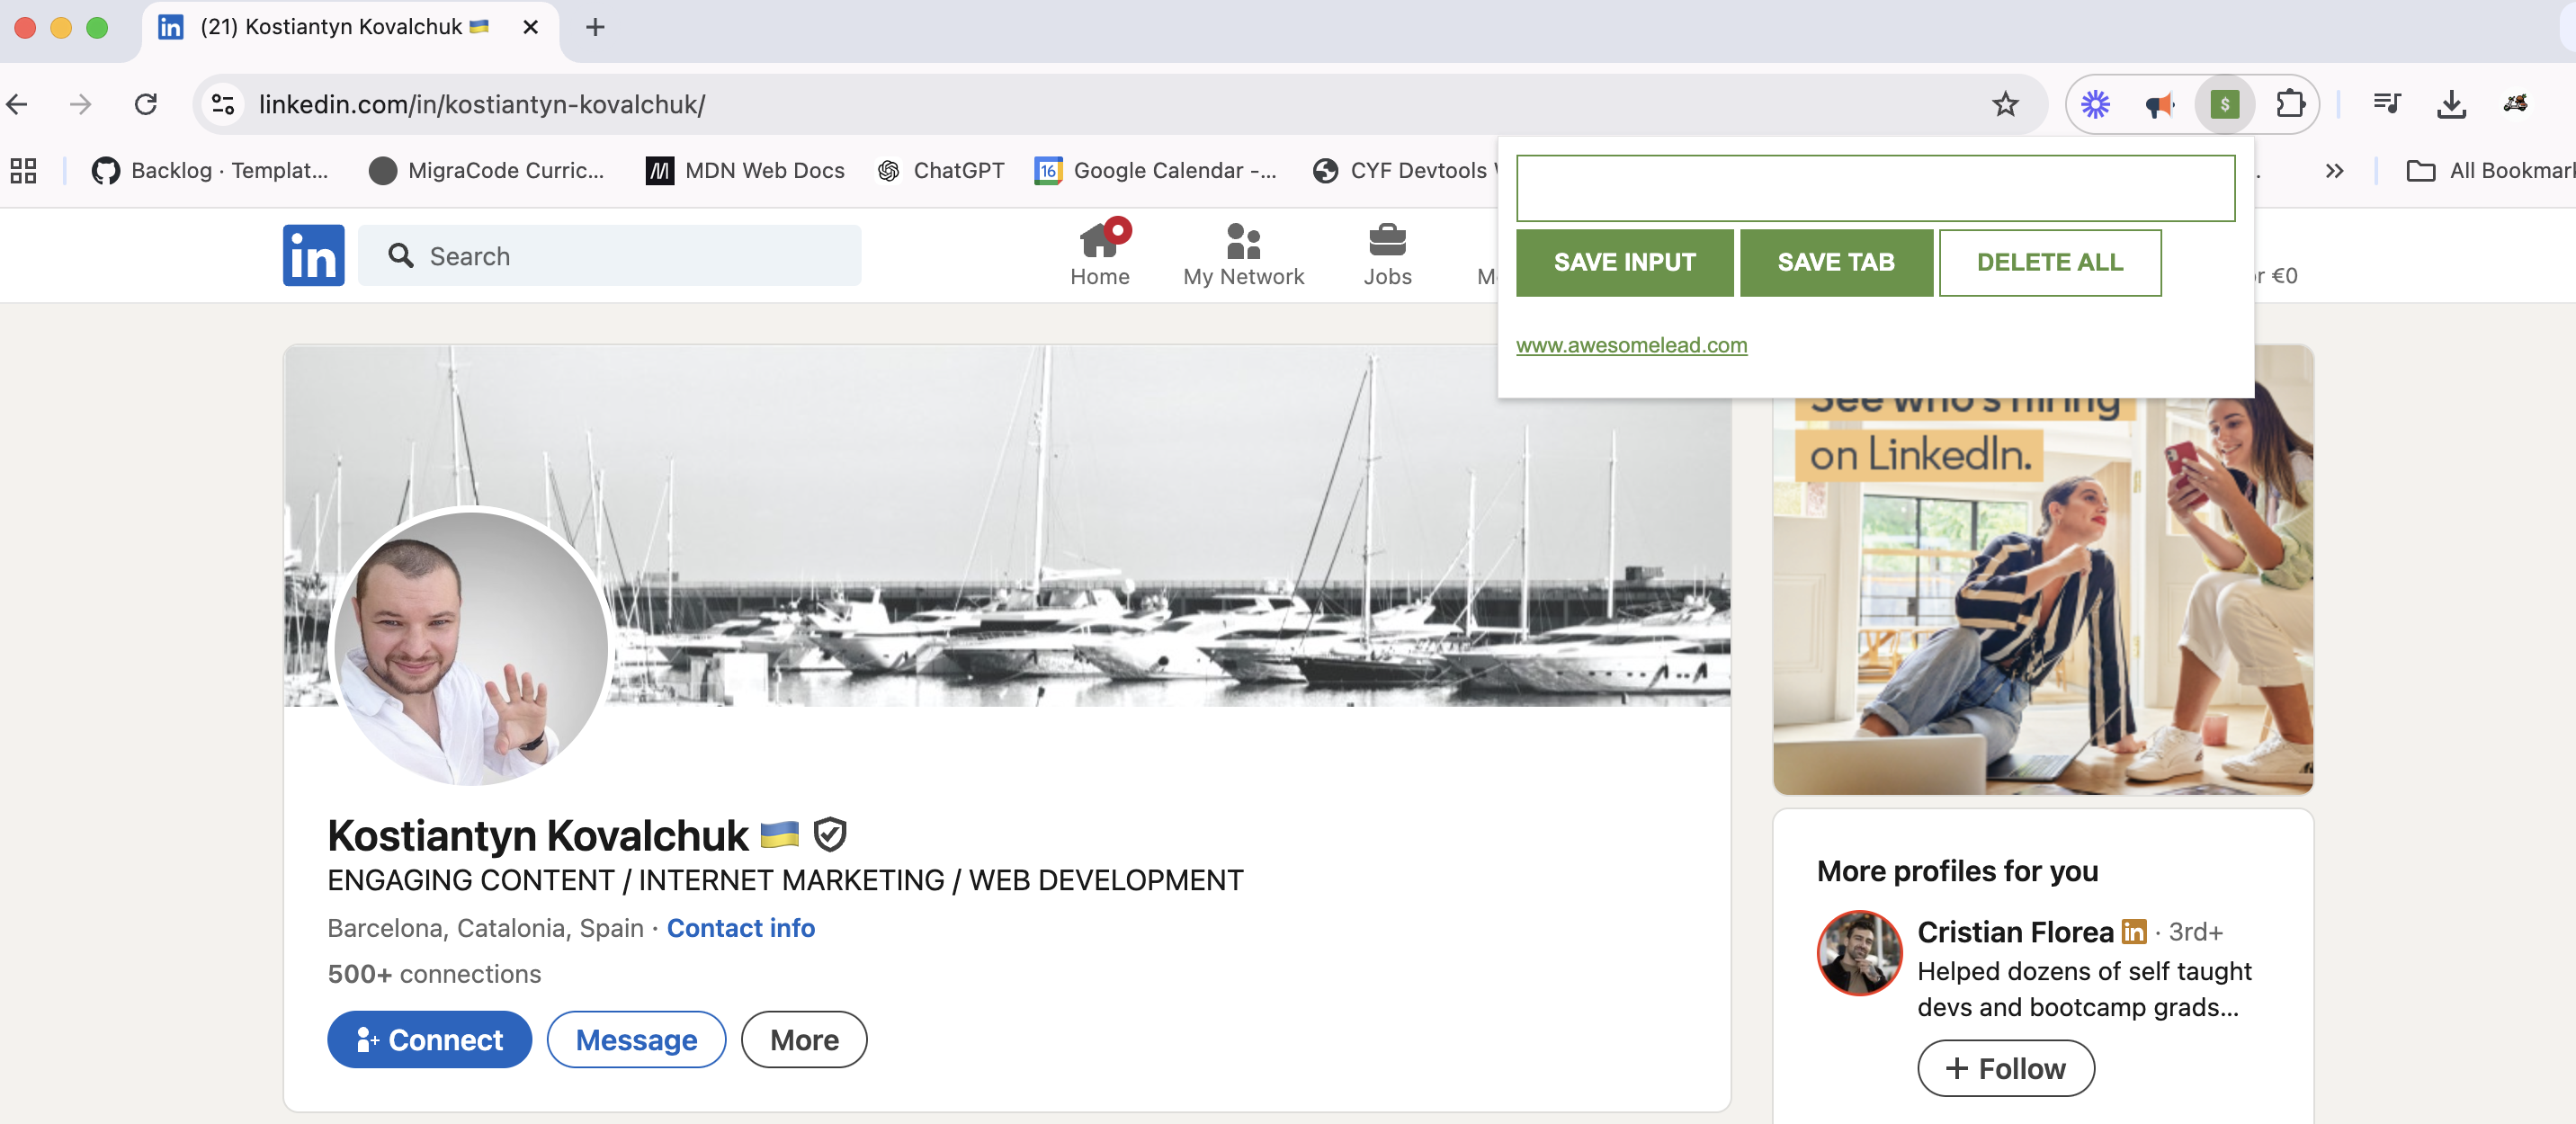 (21) Kostiantyn Kovalchuk 🇺🇦
linkedin.com/in/kostiantyn-kovalchuk/
$
Backlog · Templat...
MigraCode Curric...
MDN Web Docs
ChatGPT
16
Google Calendar -...
CYF Devtools
All Bookmar
in
Search
Home
My Network
Jobs
r €0
SAVE INPUT
SAVE TAB
DELETE ALL
www.awesomelead.com
See who's hiring
on LinkedIn.
Kostiantyn Kovalchuk 🇺🇦
ENGAGING CONTENT / INTERNET MARKETING / WEB DEVELOPMENT
Barcelona, Catalonia, Spain · Contact info
500+ connections
Connect
Message
More
More profiles for you
Cristian Florea in · 3rd+
Helped dozens of self taught
devs and bootcamp grads...
+ Follow